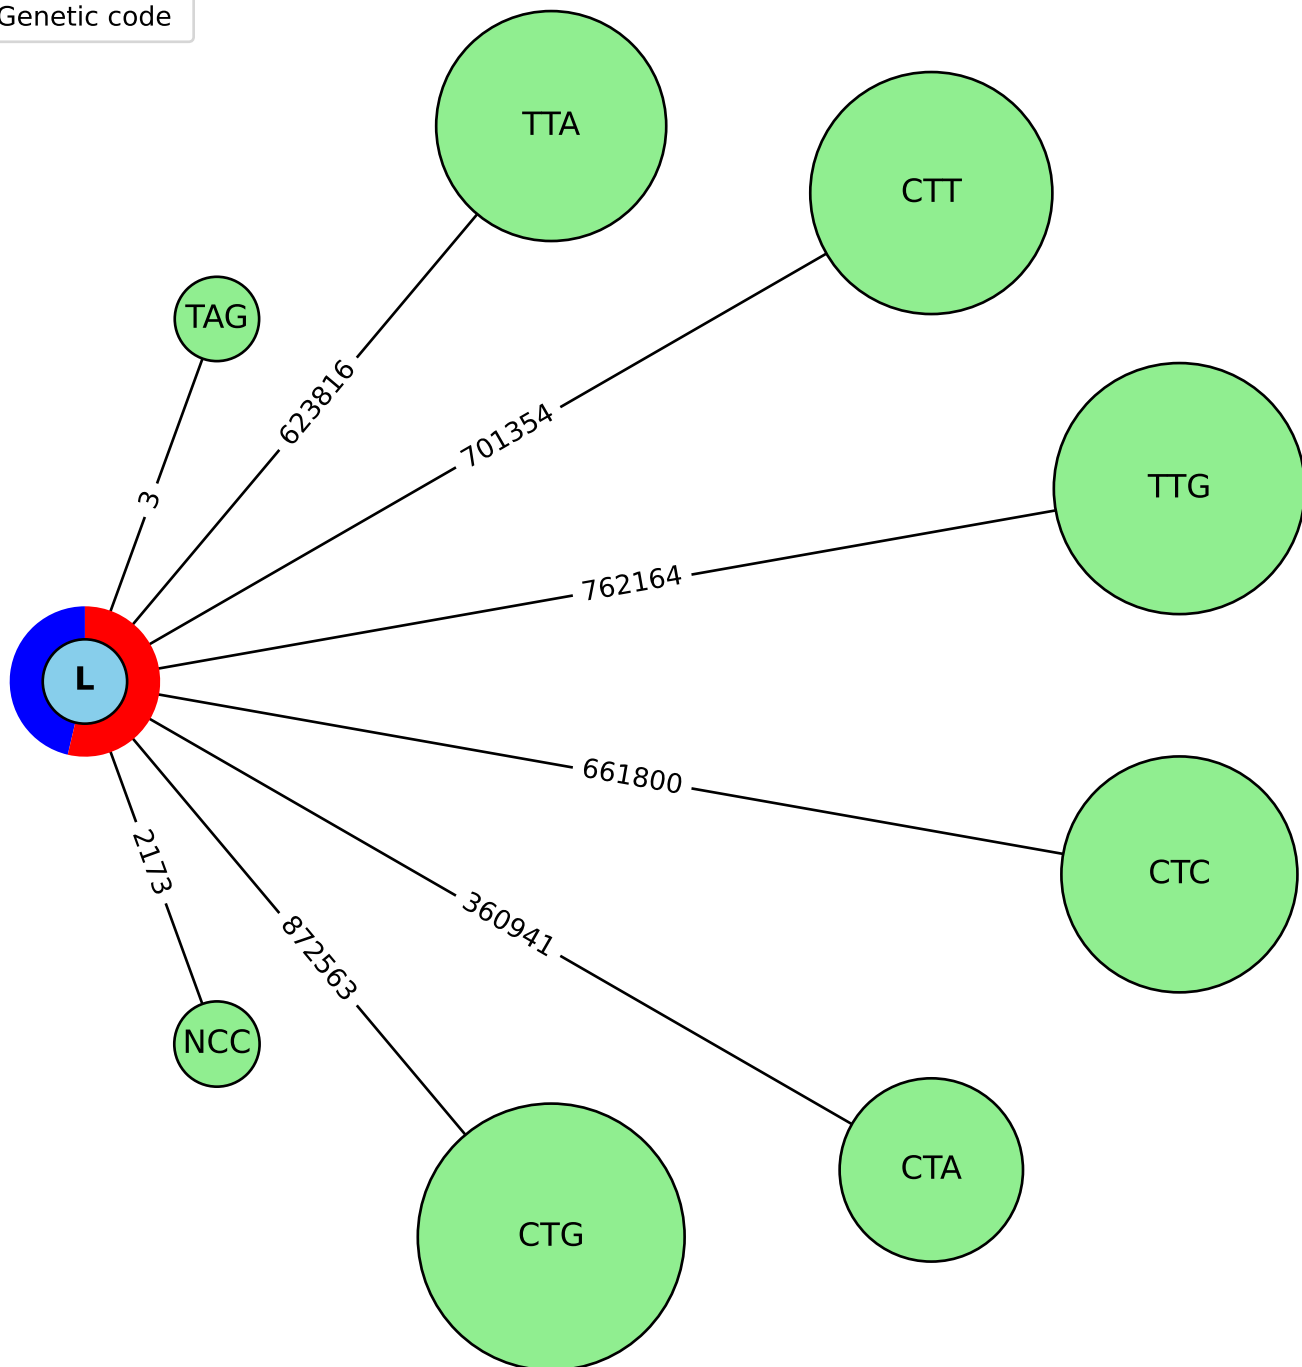 Genetic code
TTA
CTT
TAG
623816
701354
TTG
3
762164
L
661800
2173
CTC
360941
872563
NCC
CTA
CTG